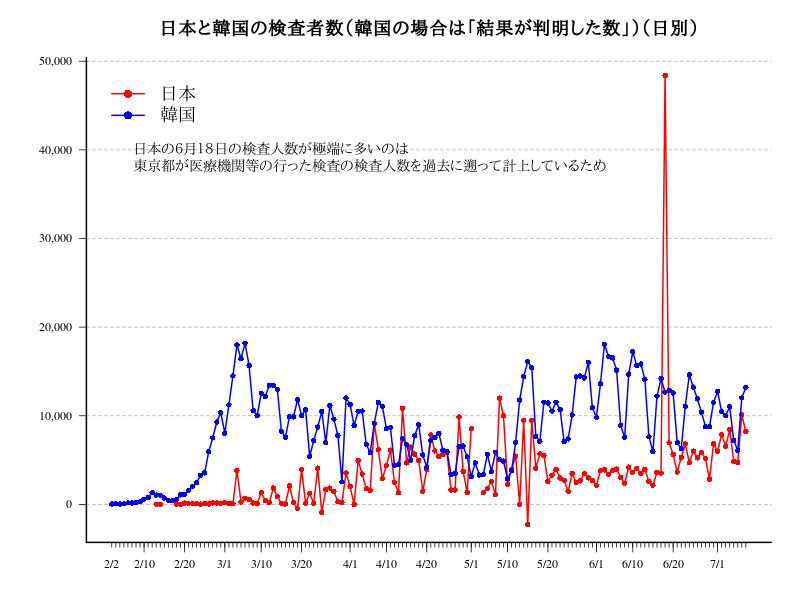 日本と韓国の検査者数(韓国の場合は「結果が判明した数」)(日別)
50,000
40,000
30,000
20,000
10,000
0
日本
韓国
日本の6月18日の検査人数が極端に多いのは
東京都が医療機関等の行った検査の検査人数を過去に遡って計上しているため
2/2 2/10 2/20 3/1 3/10 3/20 4/1 4/10 4/20 5/1 5/10 5/20 6/1 6/10 6/20 7/1